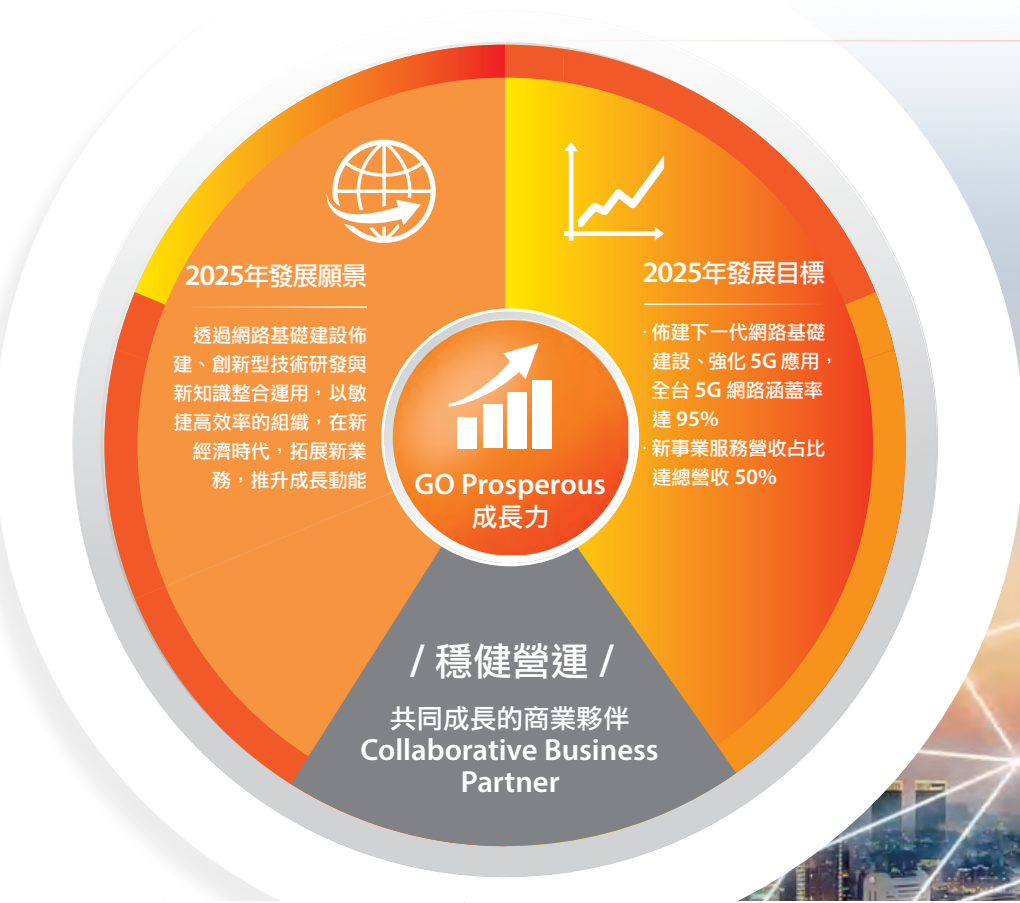 2025年發展願景
透過網路基礎建設佈
建、創新型技術研發與
新知識整合運用，以敏
捷高效率的組織，在新
經濟時代，拓展新業
務，推升成長動能
2025年發展目標
· 佈建下一代網路基礎
建設、強化 5G 應用，
全台 5G 網路涵蓋率
達 95%
· 新事業服務營收占比
達總營收 50%
GO Prosperous
成長力
/ 穩健營運 /
共同成長的商業夥伴
Collaborative Business
Partner